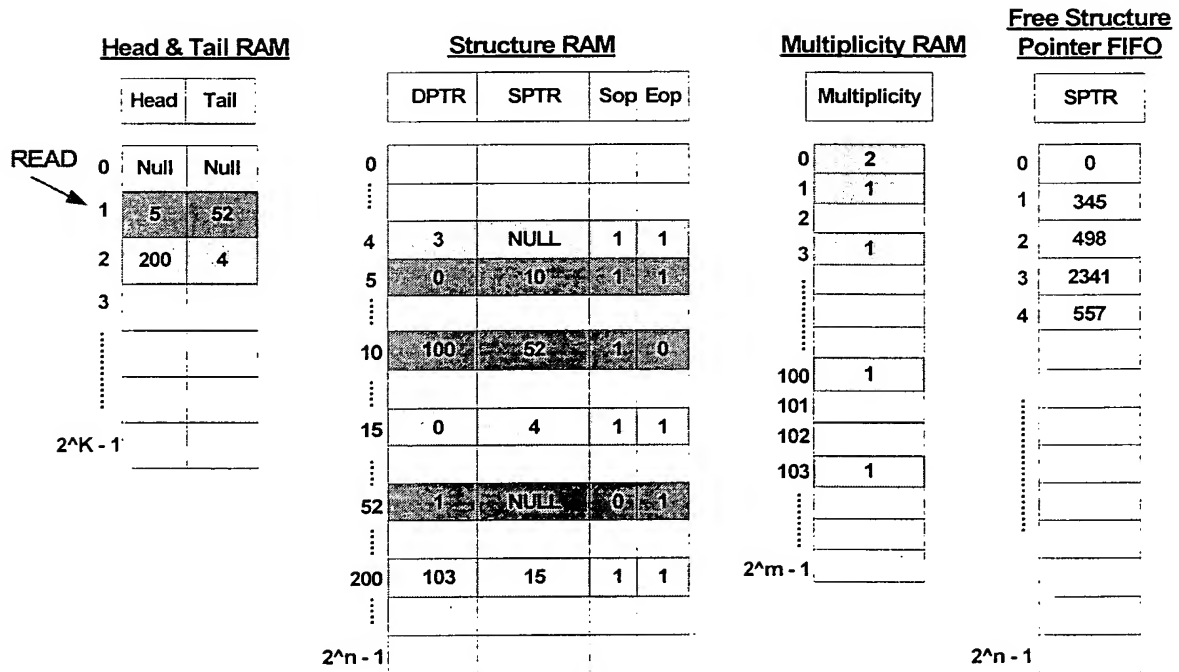 Head & Tail RAM
Head Tail
READ
0 Null Null
1 5 52
2 200 4
3
2^K - 1
Structure RAM
DPTR SPTR Sop Eop
0
4 3 NULL 1 1
5 0 10 1 1
10 100 52 1 0
15 0 4 1 1
52 1 NULL 0 1
200 103 15 1 1
2^n - 1
Multiplicity RAM
Multiplicity
0 2
1 1
2
3 1
100 1
101
102
103 1
2^m - 1
Free Structure
Pointer FIFO
SPTR
0 0
1 345
2 498
3 2341
4 557
2^n - 1